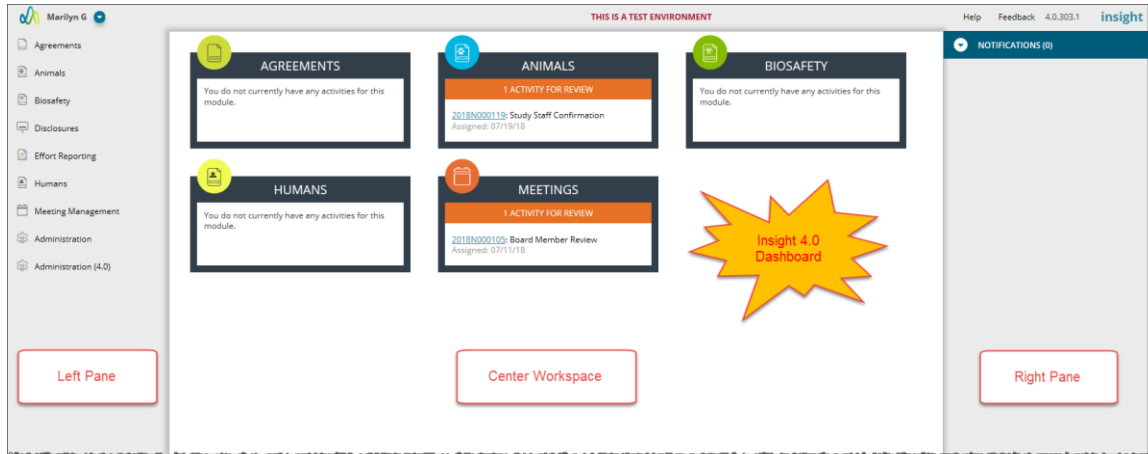 Marilyn G
THIS IS A TEST ENVIRONMENT
Help Feedback 4.0.303.1 insight
Agreements
Animals
Biosafety
Disclosures
Effort Reporting
Humans
Meeting Management
Administration
Administration (4.0)
AGREEMENTS
You do not currently have any activities for this
module.
ANIMALS
1 ACTIVITY FOR REVIEW
2018N000119: Study Staff Confirmation
Assigned: 07/19/18
BIOSAFETY
You do not currently have any activities for this
module.
HUMANS
You do not currently have any activities for this
module.
MEETINGS
1 ACTIVITY FOR REVIEW
2018N000105: Board Member Review
Assigned: 07/11/18
Insight 4.0
Dashboard
NOTIFICATIONS (0)
Left Pane
Center Workspace
Right Pane